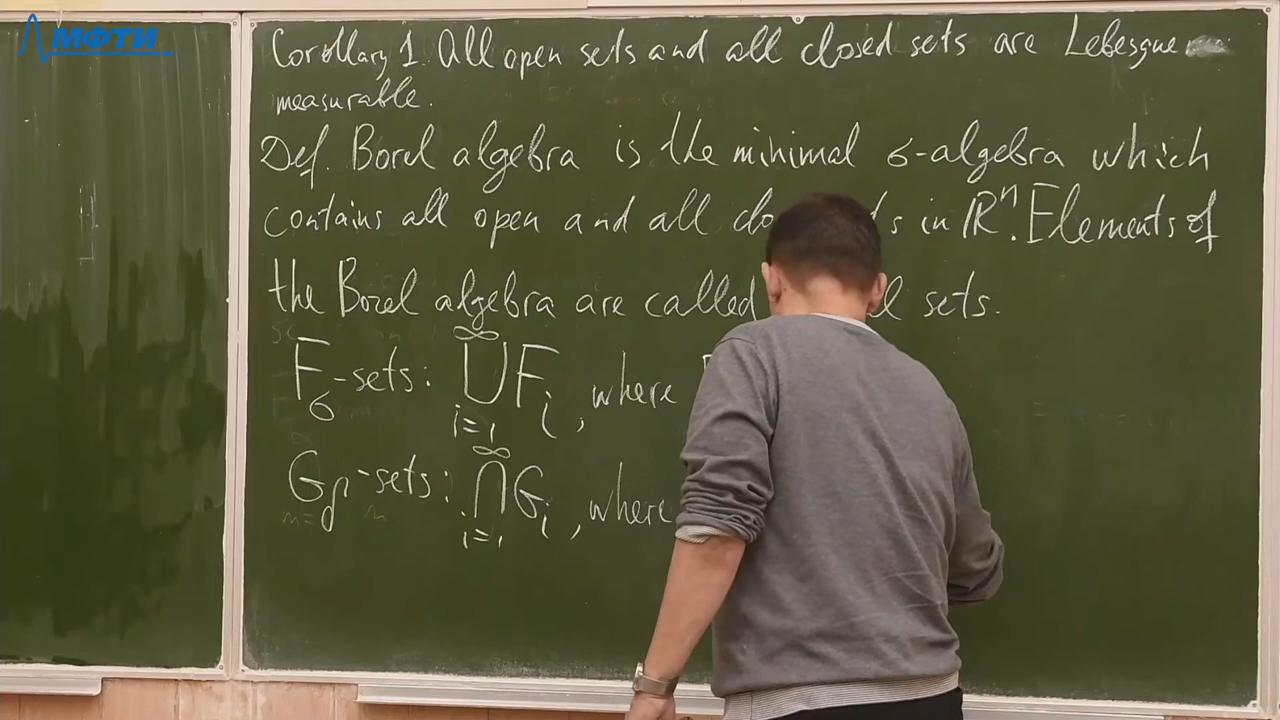 МФТИ
Corollary 1. All open sets and all closed sets are Lebesgue
measurable.
Def. Borel algebra is the minimal σ-algebra which
contains all open and all in ℝⁿ. Elements of
the Borel algebra are called sets.
F_σ-sets: ⋃_{i=1}^∞ F_i, where
G_δ-sets: ⋂_{i=1}^∞ G_i, where